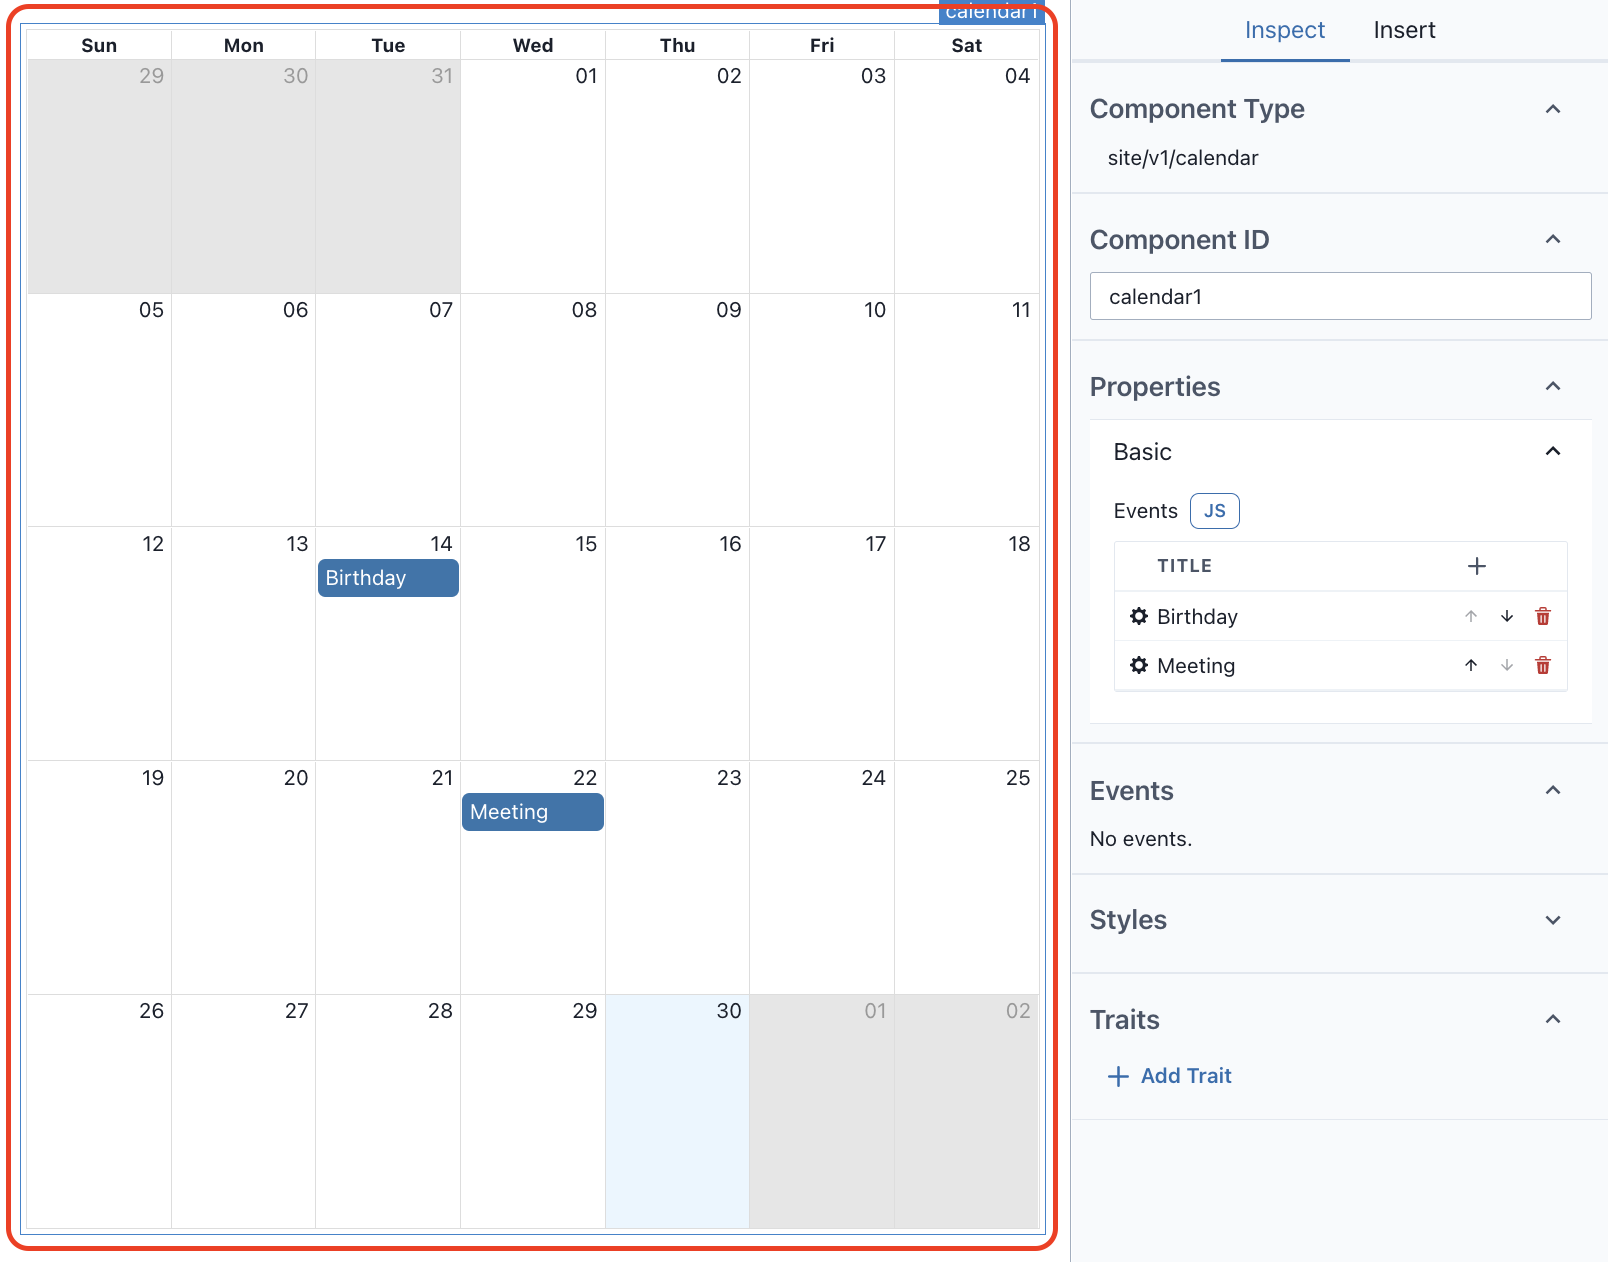 calendar1
Sun Mon Tue Wed Thu Fri Sat
29 30 31 01 02 03 04
05 06 07 08 09 10 11
12 13 14 15 16 17 18
Birthday
19 20 21 22 23 24 25
Meeting
26 27 28 29 30 01 02
Inspect Insert
Component Type
site/v1/calendar
Component ID
calendar1
Properties
Basic
Events JS
TITLE
Birthday
Meeting
Events
No events.
Styles
Traits
Add Trait